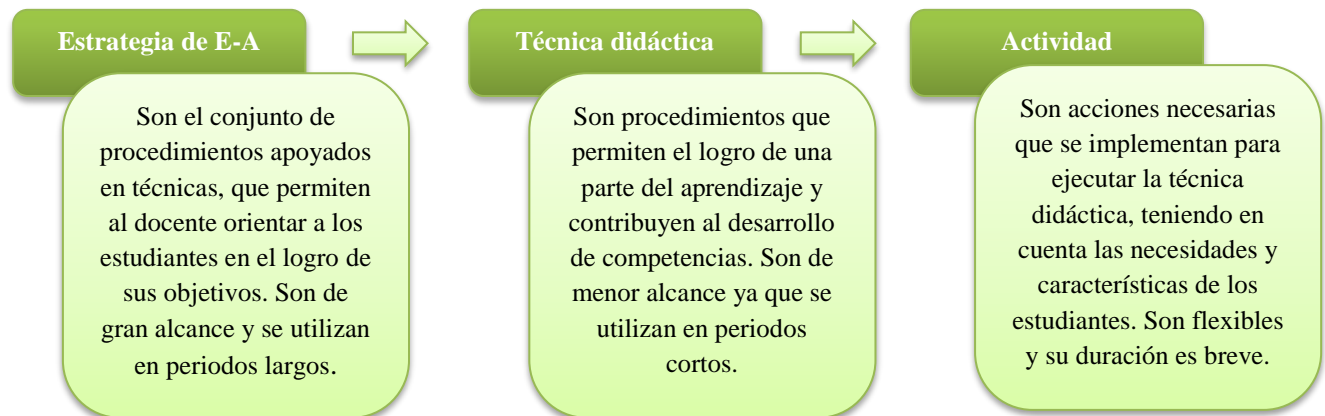 Estrategia de E-A
Son el conjunto de
procedimientos apoyados
en técnicas, que permiten
al docente orientar a los
estudiantes en el logro de
sus objetivos. Son de
gran alcance y se utilizan
en periodos largos.
Técnica didáctica
Son procedimientos que
permiten el logro de una
parte del aprendizaje y
contribuyen al desarrollo
de competencias. Son de
menor alcance ya que se
utilizan en periodos
cortos.
Actividad
Son acciones necesarias
que se implementan para
ejecutar la técnica
didáctica, teniendo en
cuenta las necesidades y
características de los
estudiantes. Son flexibles
y su duración es breve.